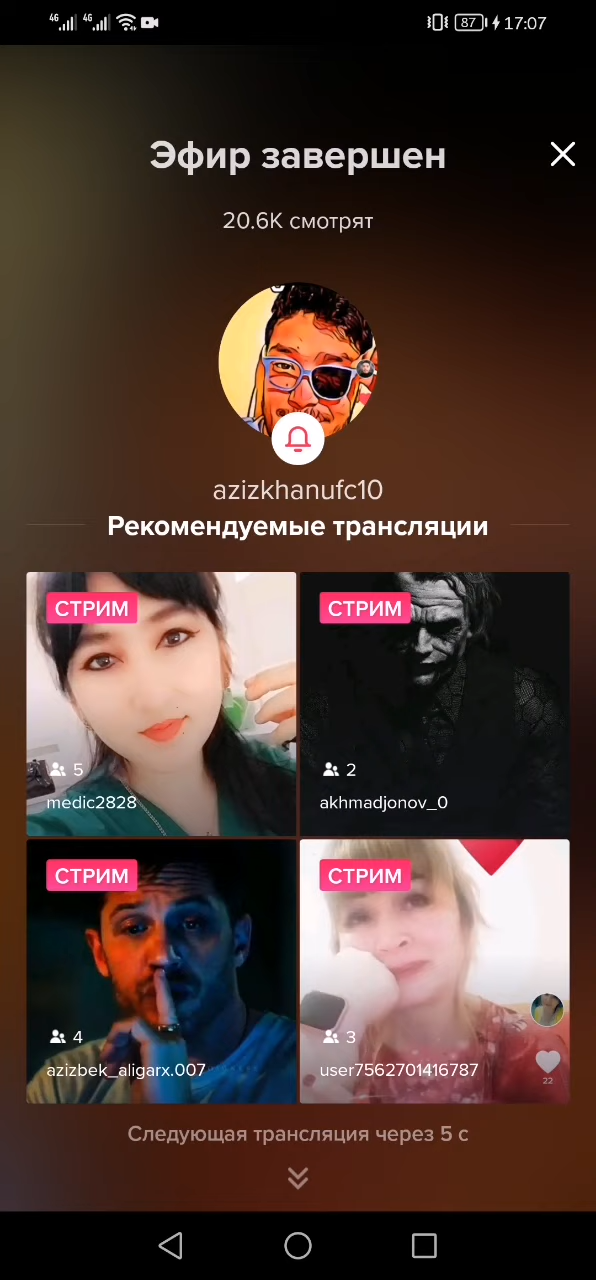 4G 4G 87 17:07
Эфир завершен
20.6K смотрят
azizkhanufc10
Рекомендуемые трансляции
СТРИМ
5
medic2828
СТРИМ
2
akhmadjonov_0
СТРИМ
4
azizbek_aligarx.007
СТРИМ
3
user7562701416787
22
Следующая трансляция через 5 с